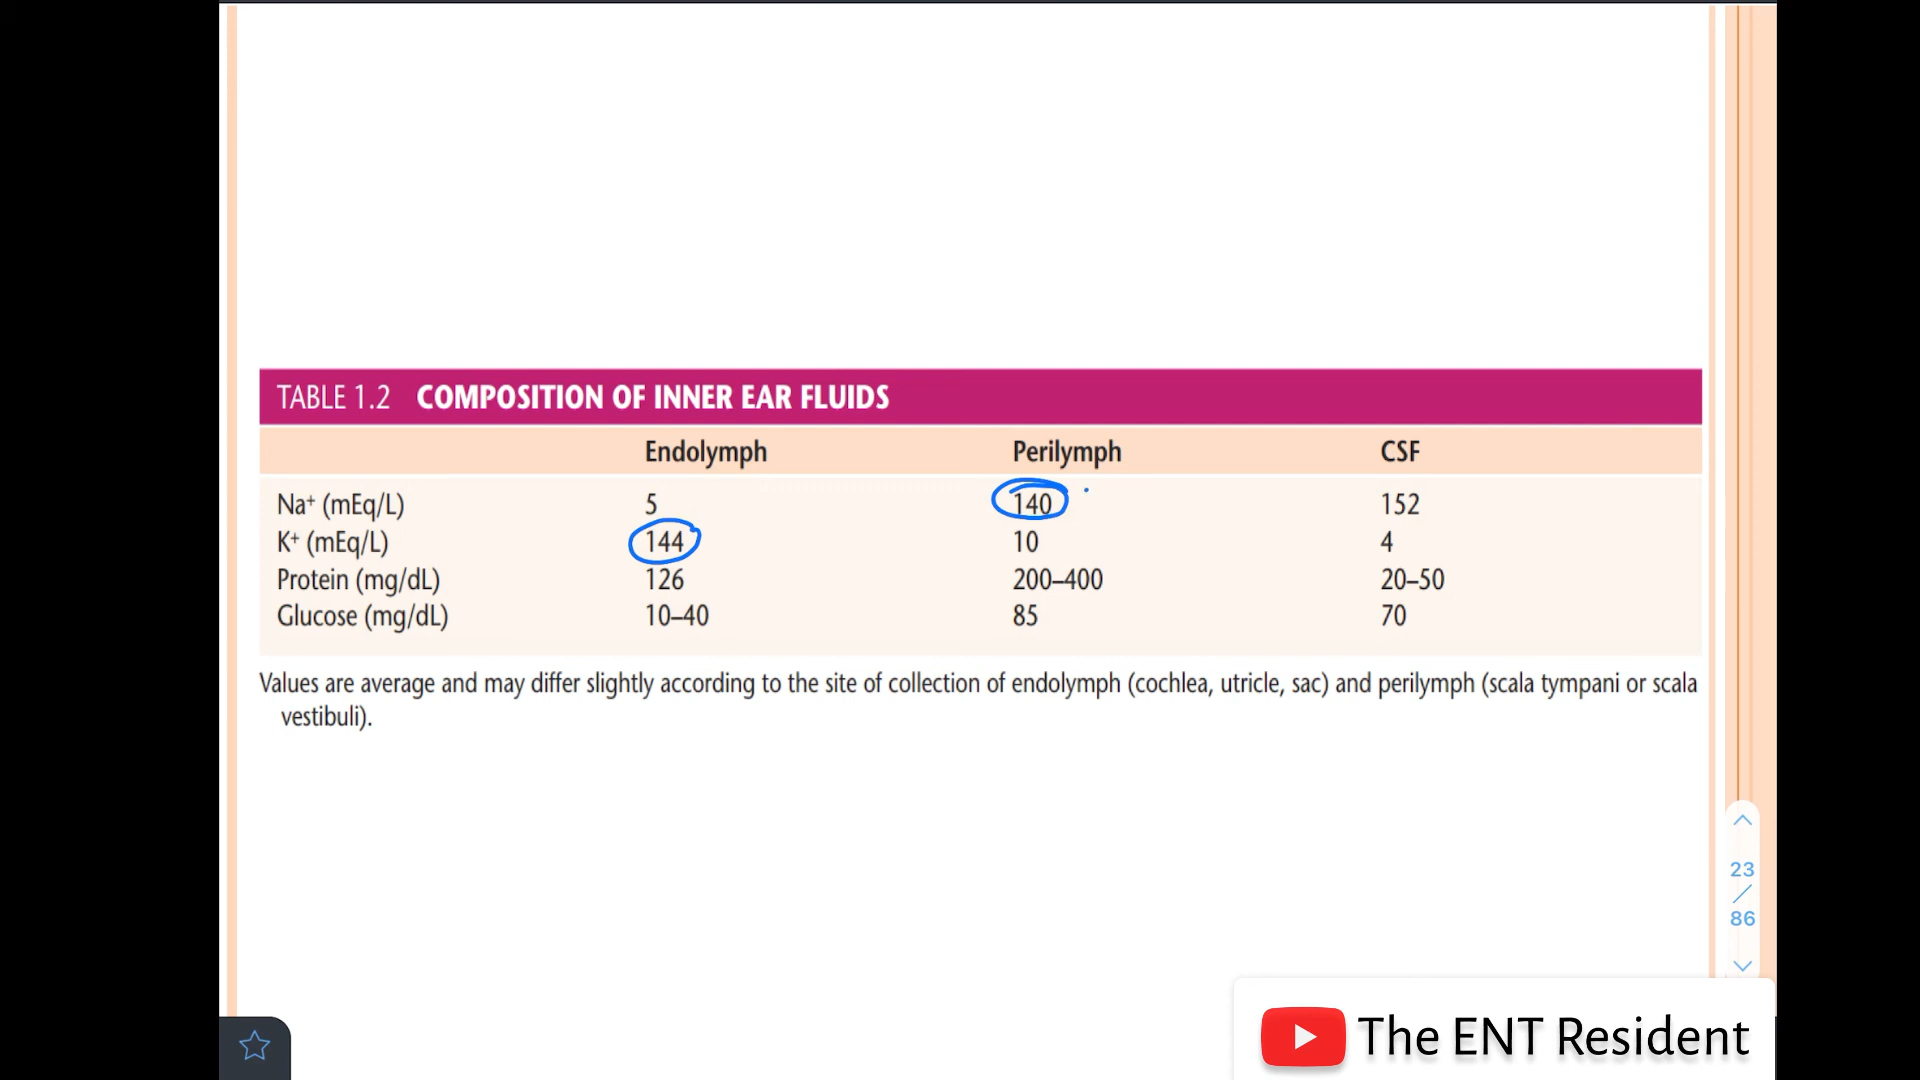 TABLE 1.2 COMPOSITION OF INNER EAR FLUIDS
Endolymph Perilymph CSF
Na⁺ (mEq/L) 5 140 152
K⁺ (mEq/L) 144 10 4
Protein (mg/dL) 126 200–400 20–50
Glucose (mg/dL) 10–40 85 70
Values are average and may differ slightly according to the site of collection of endolymph (cochlea, utricle, sac) and perilymph (scala tympani or scala
vestibuli).
23
/
86
The ENT Resident